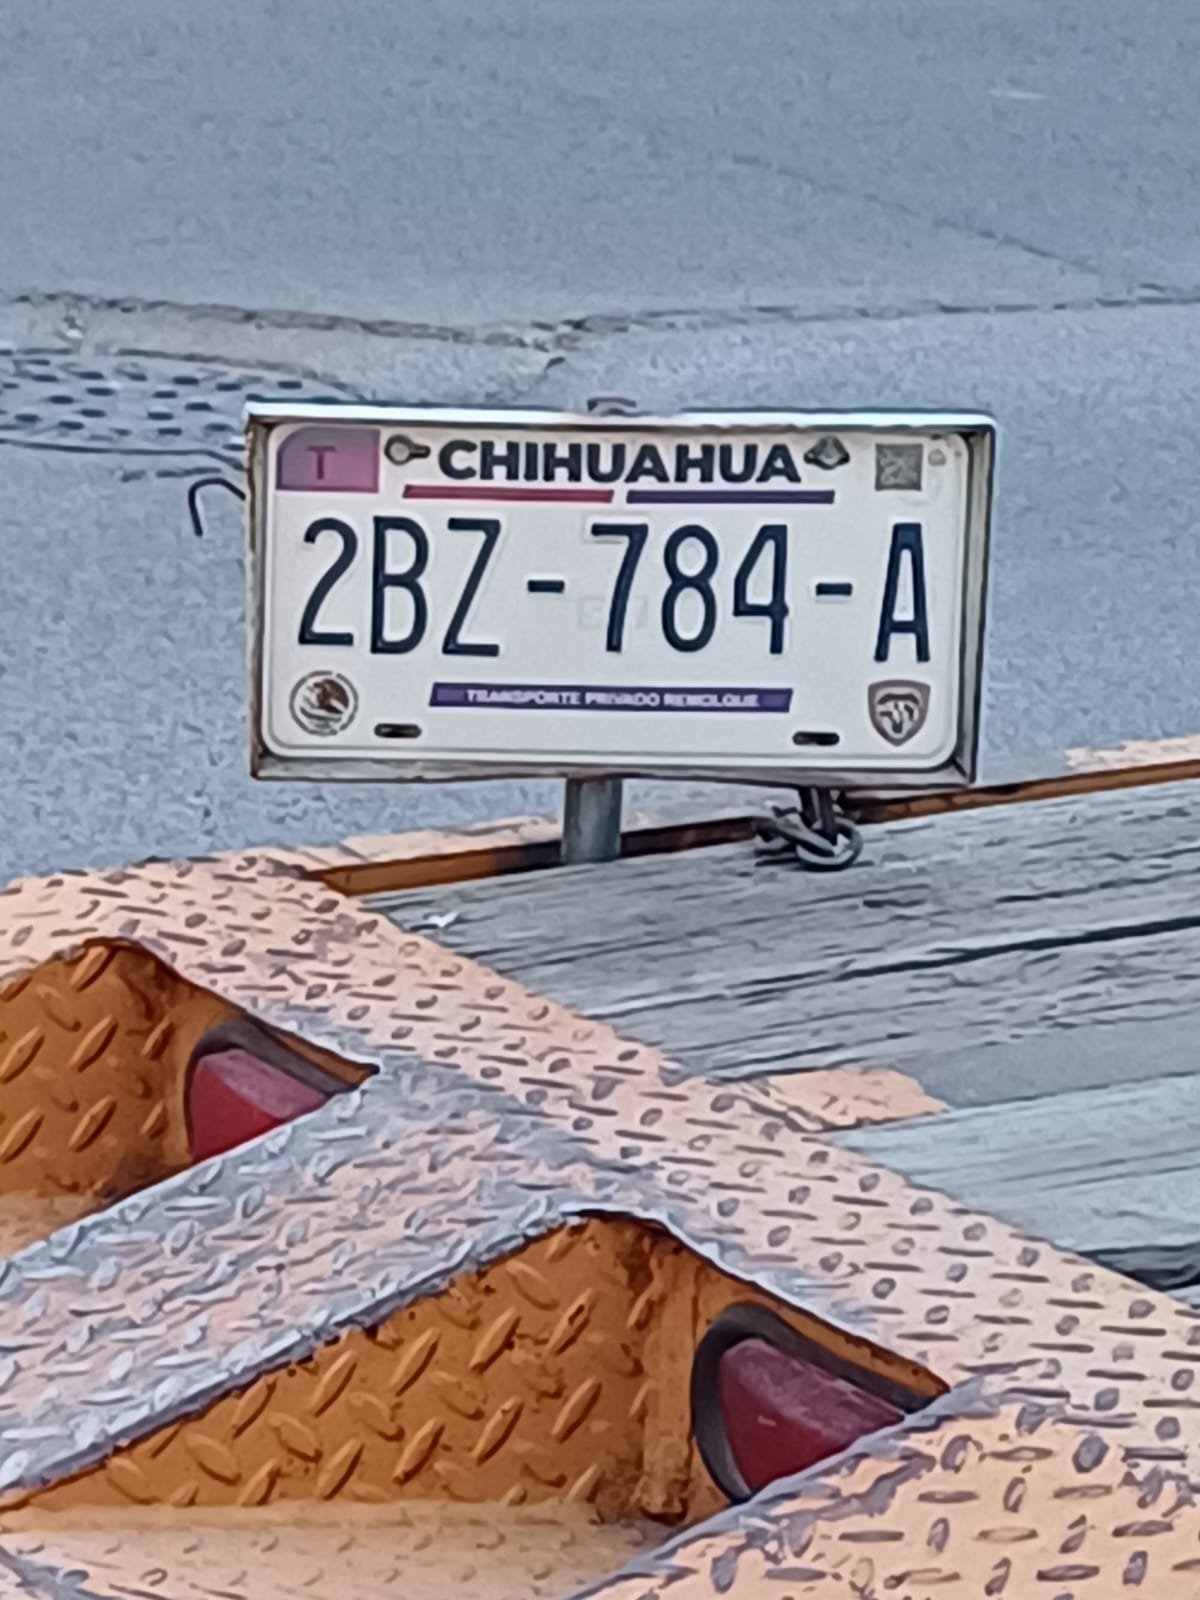 T
CHIHUAHUA
2BZ-784-A
TRANSPORTE PRIVADO REMOLQUE